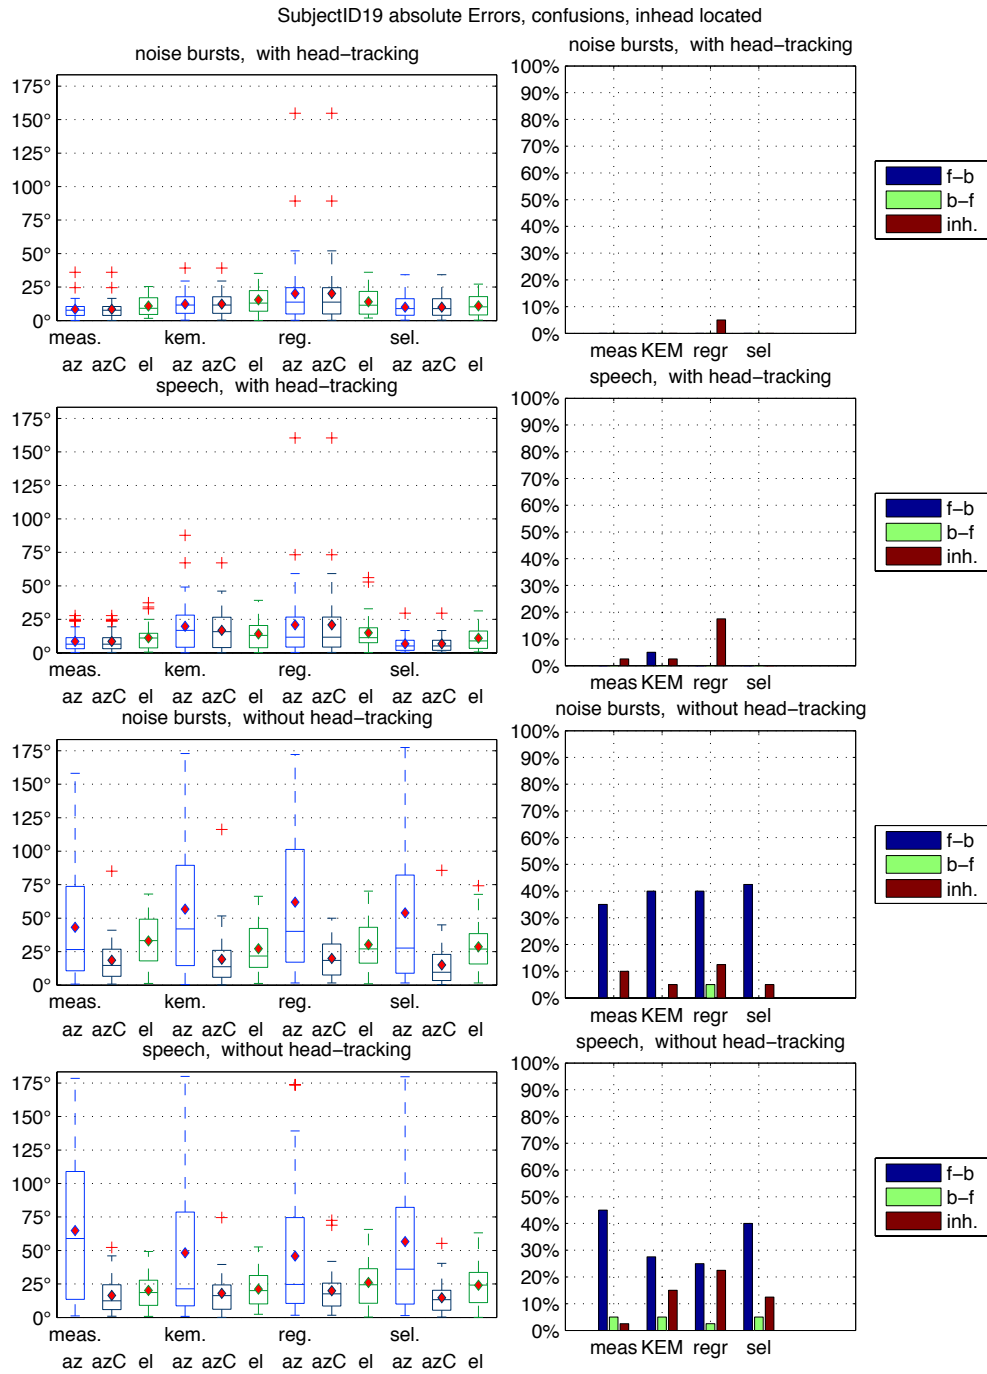 SubjectID19 absolute Errors, confusions, inhead located
noise bursts,  with head−tracking
175°
150°
125°
100°
75°
50°
25°
0°
meas. kem. reg. sel.
az azC el az azC el az azC el az azC el
noise bursts,  with head−tracking
100%
90%
80%
70%
60%
50%
40%
30%
20%
10%
0%
meas KEM regr sel
f−b
b−f
inh.
speech,  with head−tracking
175°
150°
125°
100°
75°
50°
25°
0°
meas. kem. reg. sel.
az azC el az azC el az azC el az azC el
speech,  with head−tracking
100%
90%
80%
70%
60%
50%
40%
30%
20%
10%
0%
meas KEM regr sel
f−b
b−f
inh.
noise bursts,  without head−tracking
175°
150°
125°
100°
75°
50°
25°
0°
meas. kem. reg. sel.
az azC el az azC el az azC el az azC el
noise bursts,  without head−tracking
100%
90%
80%
70%
60%
50%
40%
30%
20%
10%
0%
meas KEM regr sel
f−b
b−f
inh.
speech,  without head−tracking
175°
150°
125°
100°
75°
50°
25°
0°
meas. kem. reg. sel.
az azC el az azC el az azC el az azC el
speech,  without head−tracking
100%
90%
80%
70%
60%
50%
40%
30%
20%
10%
0%
meas KEM regr sel
f−b
b−f
inh.